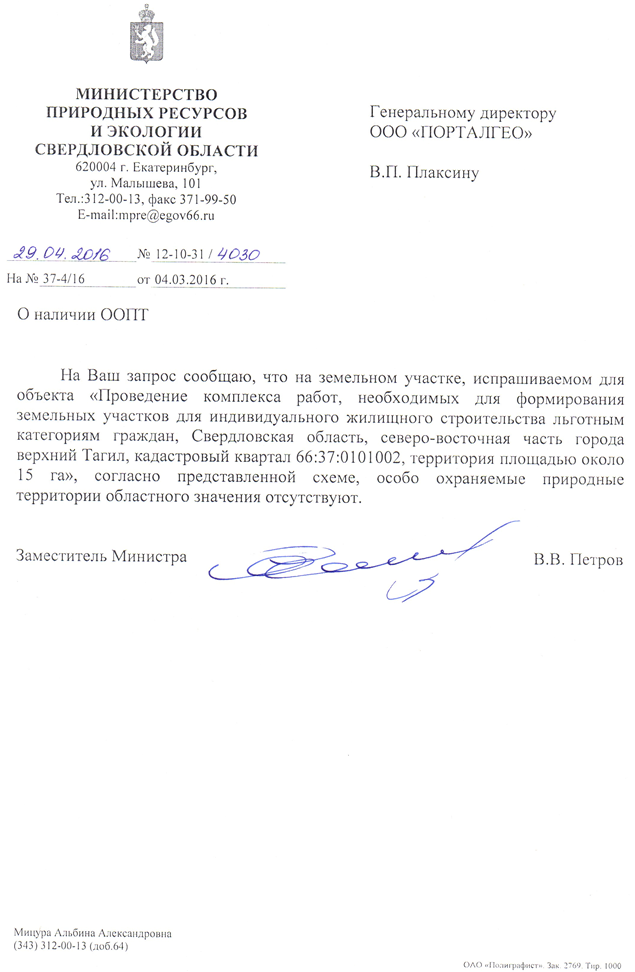 МИНИСТЕРСТВО
ПРИРОДНЫХ РЕСУРСОВ
И ЭКОЛОГИИ
СВЕРДЛОВСКОЙ ОБЛАСТИ
620004 г. Екатеринбург,
ул. Малышева, 101
Тел.:312-00-13, факс 371-99-50
E-mail:mpre@egov66.ru
29.04.2016 № 12-10-31 / 4030
На № 37-4/16 от 04.03.2016 г.
Генеральному директору
ООО «ПОРТАЛГЕО»
В.П. Плаксину
О наличии ООПТ
На Ваш запрос сообщаю, что на земельном участке, испрашиваемом для
объекта «Проведение комплекса работ, необходимых для формирования
земельных участков для индивидуального жилищного строительства льготным
категориям граждан, Свердловская область, северо-восточная часть города
верхний Тагил, кадастровый квартал 66:37:0101002, территория площадью около
15 га», согласно представленной схеме, особо охраняемые природные
территории областного значения отсутствуют.
Заместитель Министра В.В. Петров
Мицура Альбина Александровна
(343) 312-00-13 (доб.64)
ОАО «Полиграфист». Зак. 2769. Тир. 1000